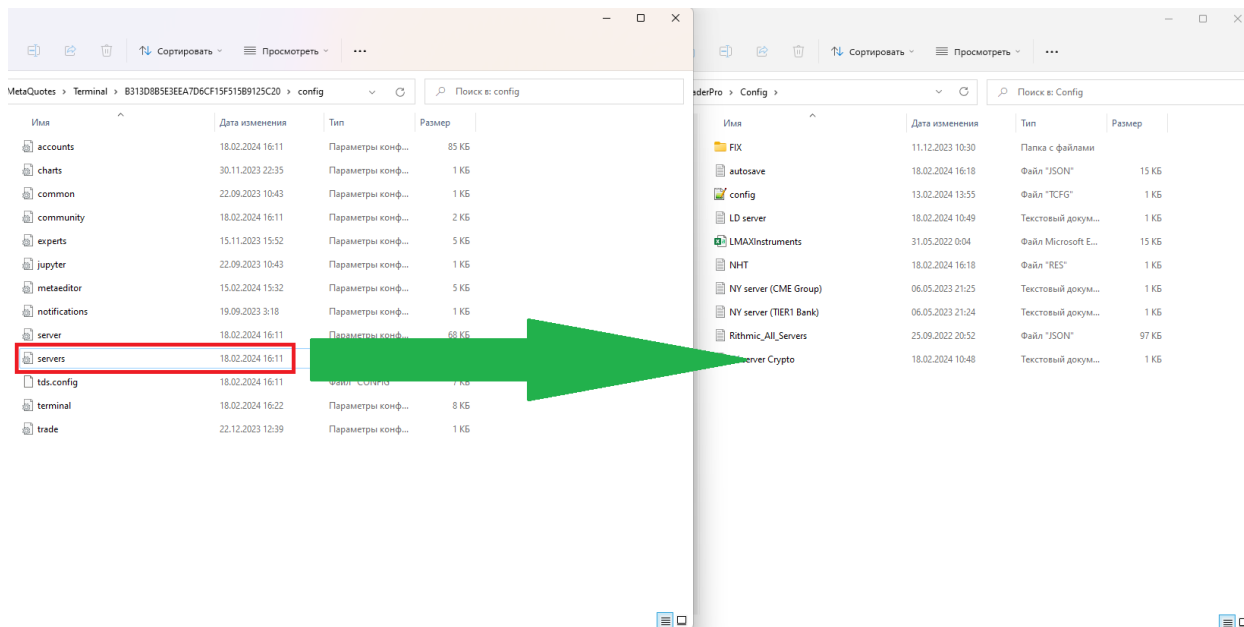 Сортировать Просмотреть ...
MetaQuotes > Terminal > B313D8B5E3EEA7D6CF15F515B9125C20 > config
Поиск в: config
Имя Дата изменения Тип Размер
accounts 18.02.2024 16:11 Параметры конф... 85 КБ
charts 30.11.2023 22:35 Параметры конф... 1 КБ
common 22.09.2023 10:43 Параметры конф... 1 КБ
community 18.02.2024 16:11 Параметры конф... 2 КБ
experts 15.11.2023 15:52 Параметры конф... 5 КБ
jupyter 22.09.2023 10:43 Параметры конф... 1 КБ
metaeditor 15.02.2024 15:32 Параметры конф... 5 КБ
notifications 19.09.2023 3:18 Параметры конф... 1 КБ
server 18.02.2024 16:11 Параметры конф... 68 КБ
servers 18.02.2024 16:11
tds.config 18.02.2024 16:11 Файл "CONFIG" 7 КБ
terminal 18.02.2024 16:22 Параметры конф... 8 КБ
trade 22.12.2023 12:39 Параметры конф... 1 КБ
Сортировать Просмотреть ...
aderPro > Config >
Поиск в: Config
Имя Дата изменения Тип Размер
FIX 11.12.2023 10:30 Папка с файлами
autosave 18.02.2024 16:18 Файл "JSON" 15 КБ
config 13.02.2024 13:55 Файл "TCFG" 1 КБ
LD server 18.02.2024 10:49 Текстовый докум... 1 КБ
LMAXInstruments 31.05.2022 0:04 Файл Microsoft E... 15 КБ
NHT 18.02.2024 16:18 Файл "RES" 1 КБ
NY server (CME Group) 06.05.2023 21:25 Текстовый докум... 1 КБ
NY server (TIER1 Bank) 06.05.2023 21:24 Текстовый докум... 1 КБ
Rithmic_All_Servers 25.09.2022 20:52 Файл "JSON" 97 КБ
server Crypto 18.02.2024 10:48 Текстовый докум... 1 КБ